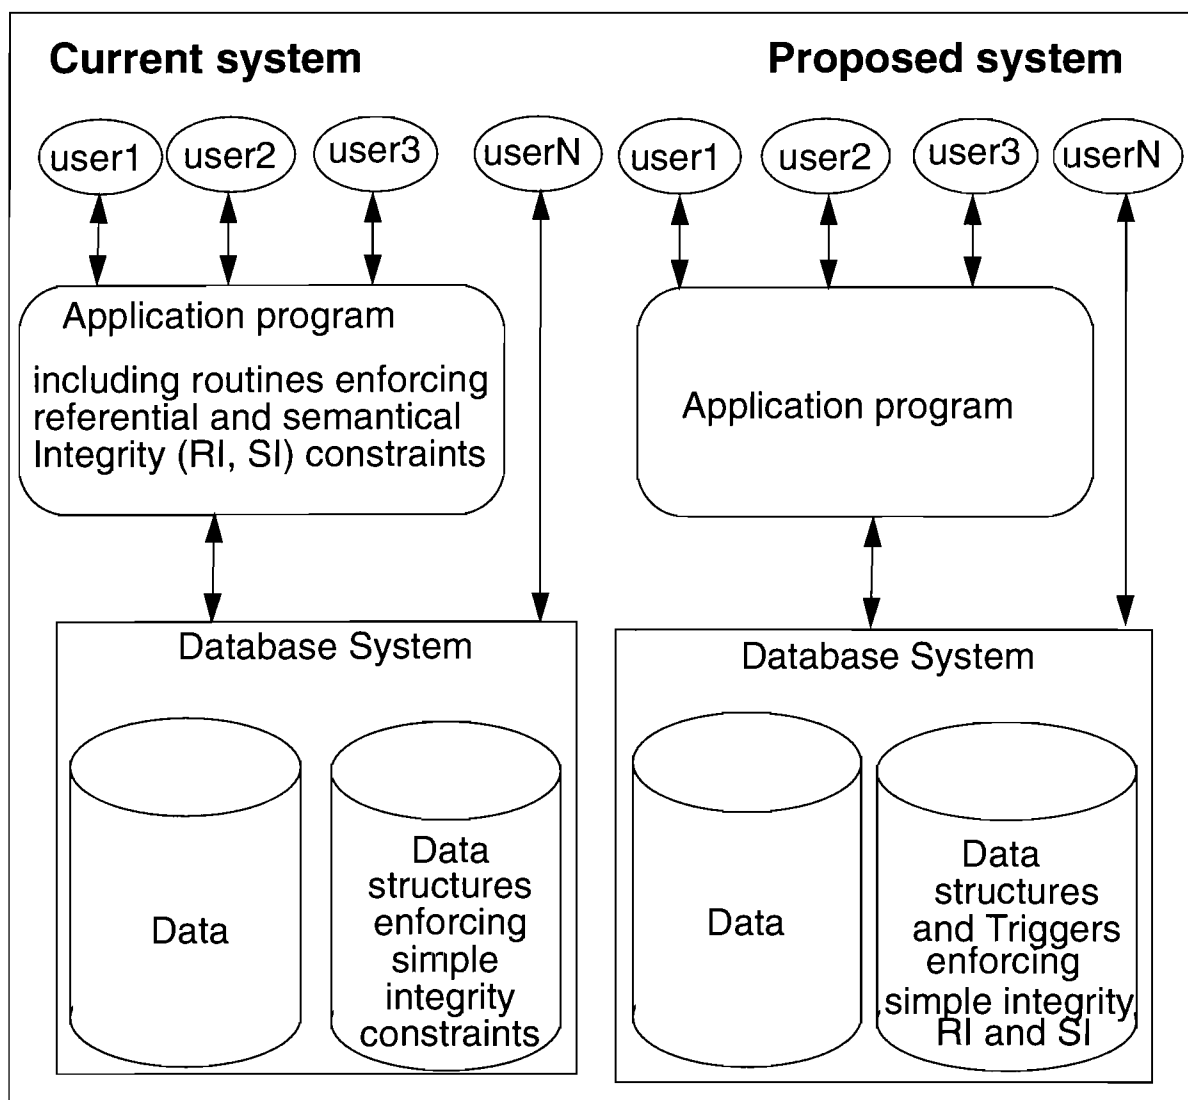 Current system
Proposed system
user1
user2
user3
userN
user1
user2
user3
userN
Application program
including routines enforcing
referential and semantical
Integrity (RI, SI) constraints
Application program
Database System
Data
Data
structures
enforcing
simple
integrity
constraints
Database System
Data
Data
structures
and Triggers
enforcing
simple integrity,
RI and SI